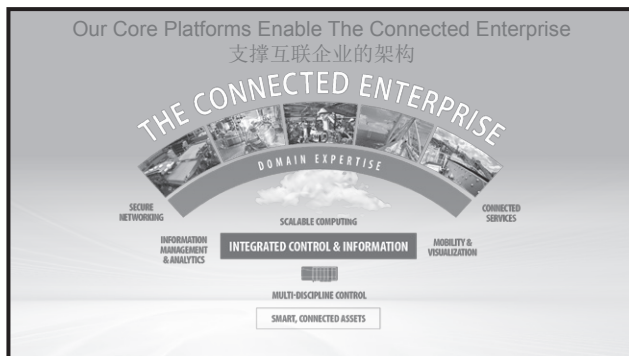 Our Core Platforms Enable The Connected Enterprise
支撑互联企业的架构
THE CONNECTED ENTERPRISE
DOMAIN EXPERTISE
SECURE
NETWORKING
CONNECTED
SERVICES
SCALABLE COMPUTING
INFORMATION
MANAGEMENT
& ANALYTICS
INTEGRATED CONTROL & INFORMATION
MOBILITY &
VISUALIZATION
MULTI-DISCIPLINE CONTROL
SMART, CONNECTED ASSETS